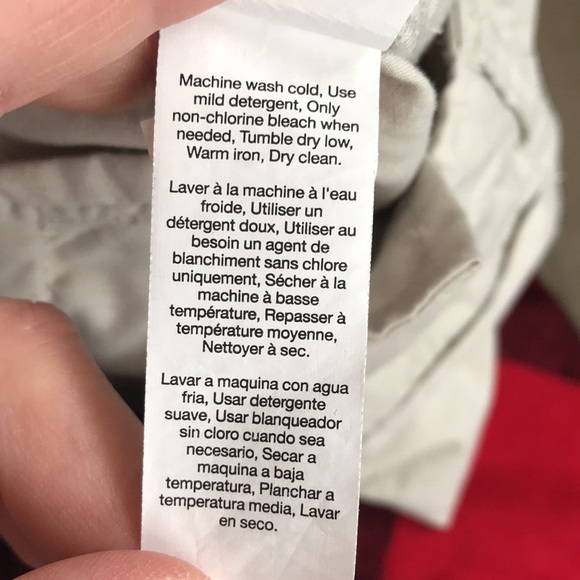 Machine wash cold, Use
mild detergent, Only
non-chlorine bleach when
needed, Tumble dry low,
Warm iron, Dry clean.
Laver à la machine à l'eau
froide, Utiliser un
détergent doux, Utiliser au
besoin un agent de
blanchiment sans chlore
uniquement, Sécher à la
machine à basse
température, Repasser à
température moyenne,
Nettoyer à sec.
Lavar a maquina con agua
fria, Usar detergente
suave, Usar blanqueador
sin cloro cuando sea
necesario, Secar a
maquina a baja
temperatura, Planchar a
temperatura media, Lavar
en seco.